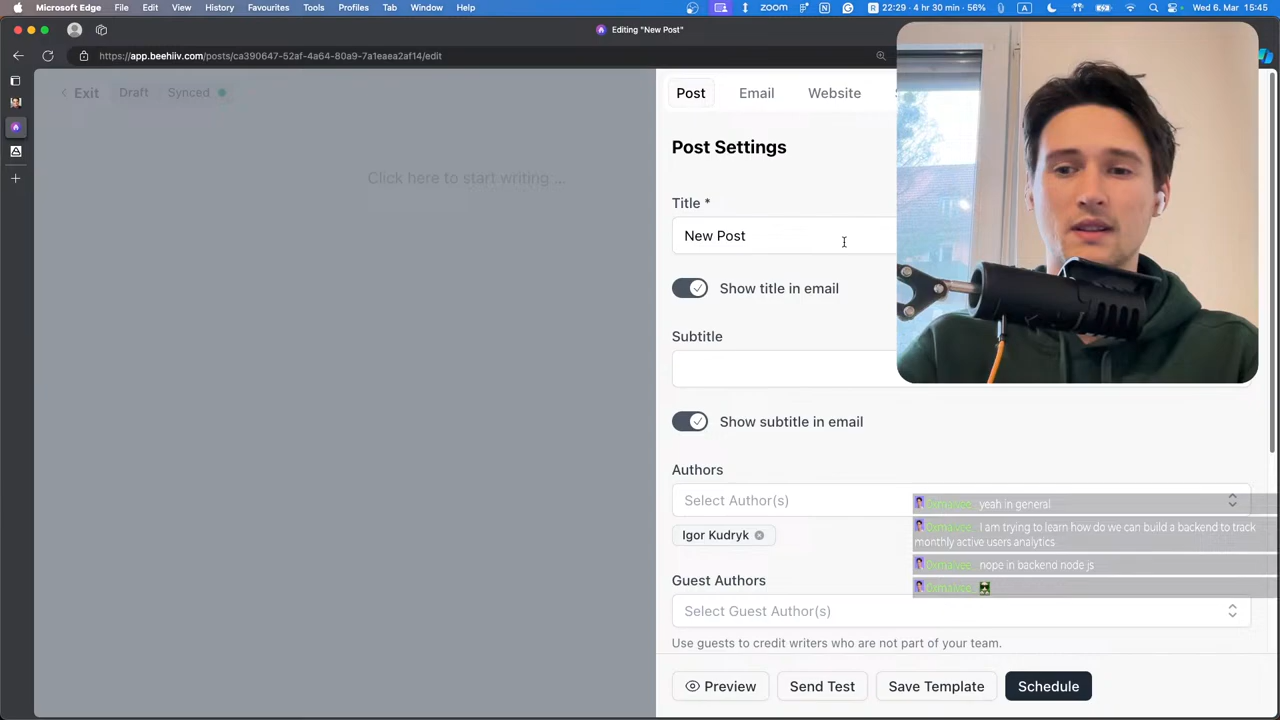 Microsoft Edge File Edit View History Favourites Tools Profiles Tab Window Help ZOOM 22:29 - 4 hr 30 min - 56% Wed 6. Mar 15:45
Editing "New Post"
https://app.beehiiv.com/posts/ca390647-52af-4a64-80a9-7a1eaea2af14/edit
Exit Draft Synced
Post Email Website
Post Settings
Click here to start writing ...
Title *
New Post
Show title in email
Subtitle
Show subtitle in email
Authors
Select Author(s)
Igor Kudryk
yeah in general
I am trying to learn how do we can build a backend to track
monthly active users analytics
nope in backend node js
Guest Authors
Select Guest Author(s)
Use guests to credit writers who are not part of your team.
Preview Send Test Save Template Schedule